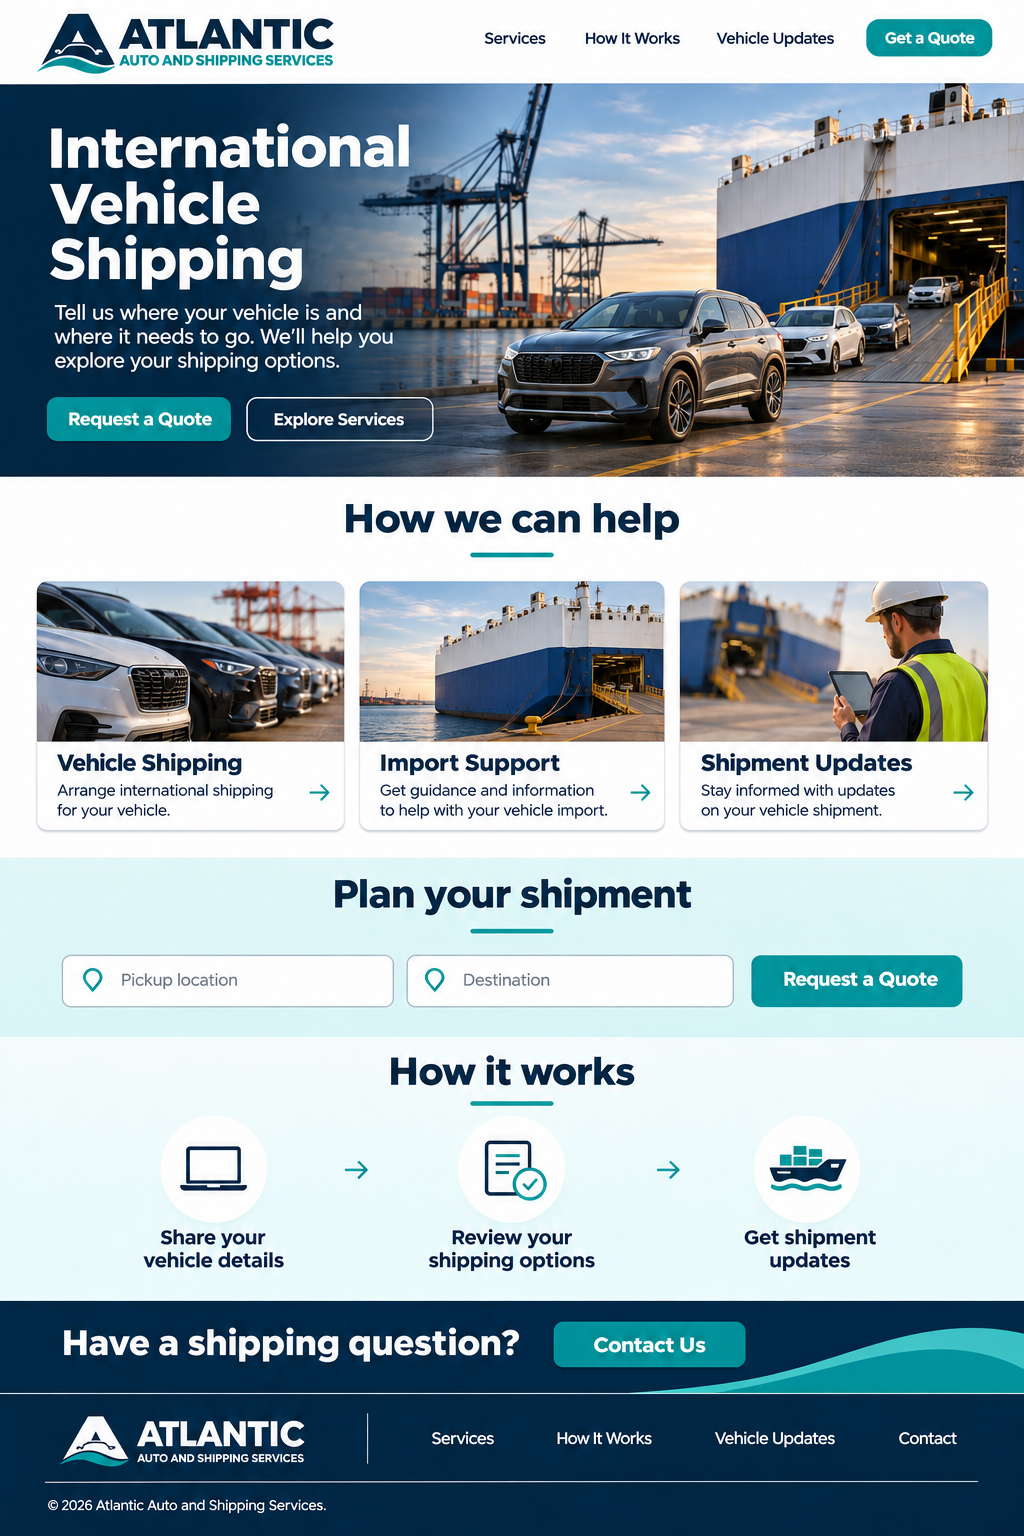 ATLANTIC
AUTO AND SHIPPING SERVICES
Services
How It Works
Vehicle Updates
Get a Quote
International
Vehicle
Shipping
Tell us where your vehicle is and
where it needs to go. We'll help you
explore your shipping options.
Request a Quote
Explore Services
How we can help
Vehicle Shipping
Arrange international shipping
for your vehicle.
Import Support
Get guidance and information
to help with your vehicle import.
Shipment Updates
Stay informed with updates
on your vehicle shipment.
Plan your shipment
Pickup location
Destination
Request a Quote
How it works
Share your
vehicle details
Review your
shipping options
Get shipment
updates
Have a shipping question?
Contact Us
ATLANTIC
AUTO AND SHIPPING SERVICES
Services
How It Works
Vehicle Updates
Contact
© 2026 Atlantic Auto and Shipping Services.